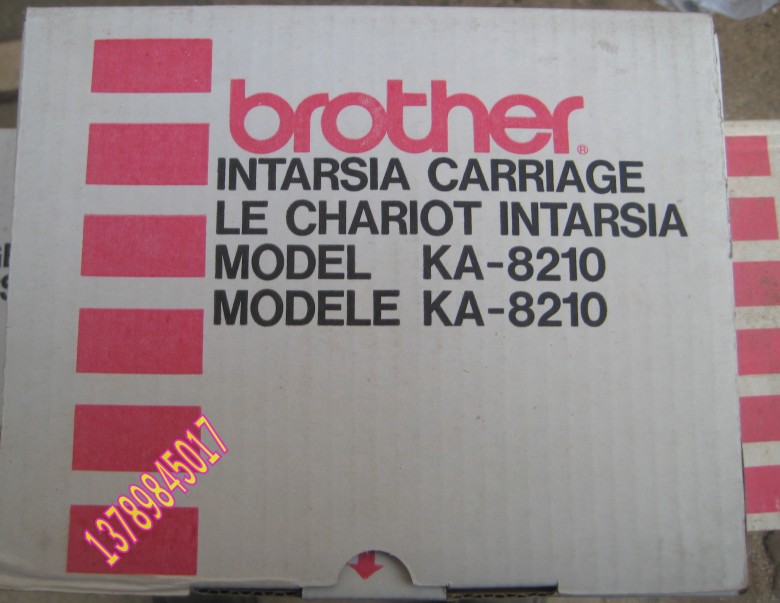 brother®
INTARSIA CARRIAGE
LE CHARIOT INTARSIA
MODEL KA-8210
MODELE KA-8210
13789845017